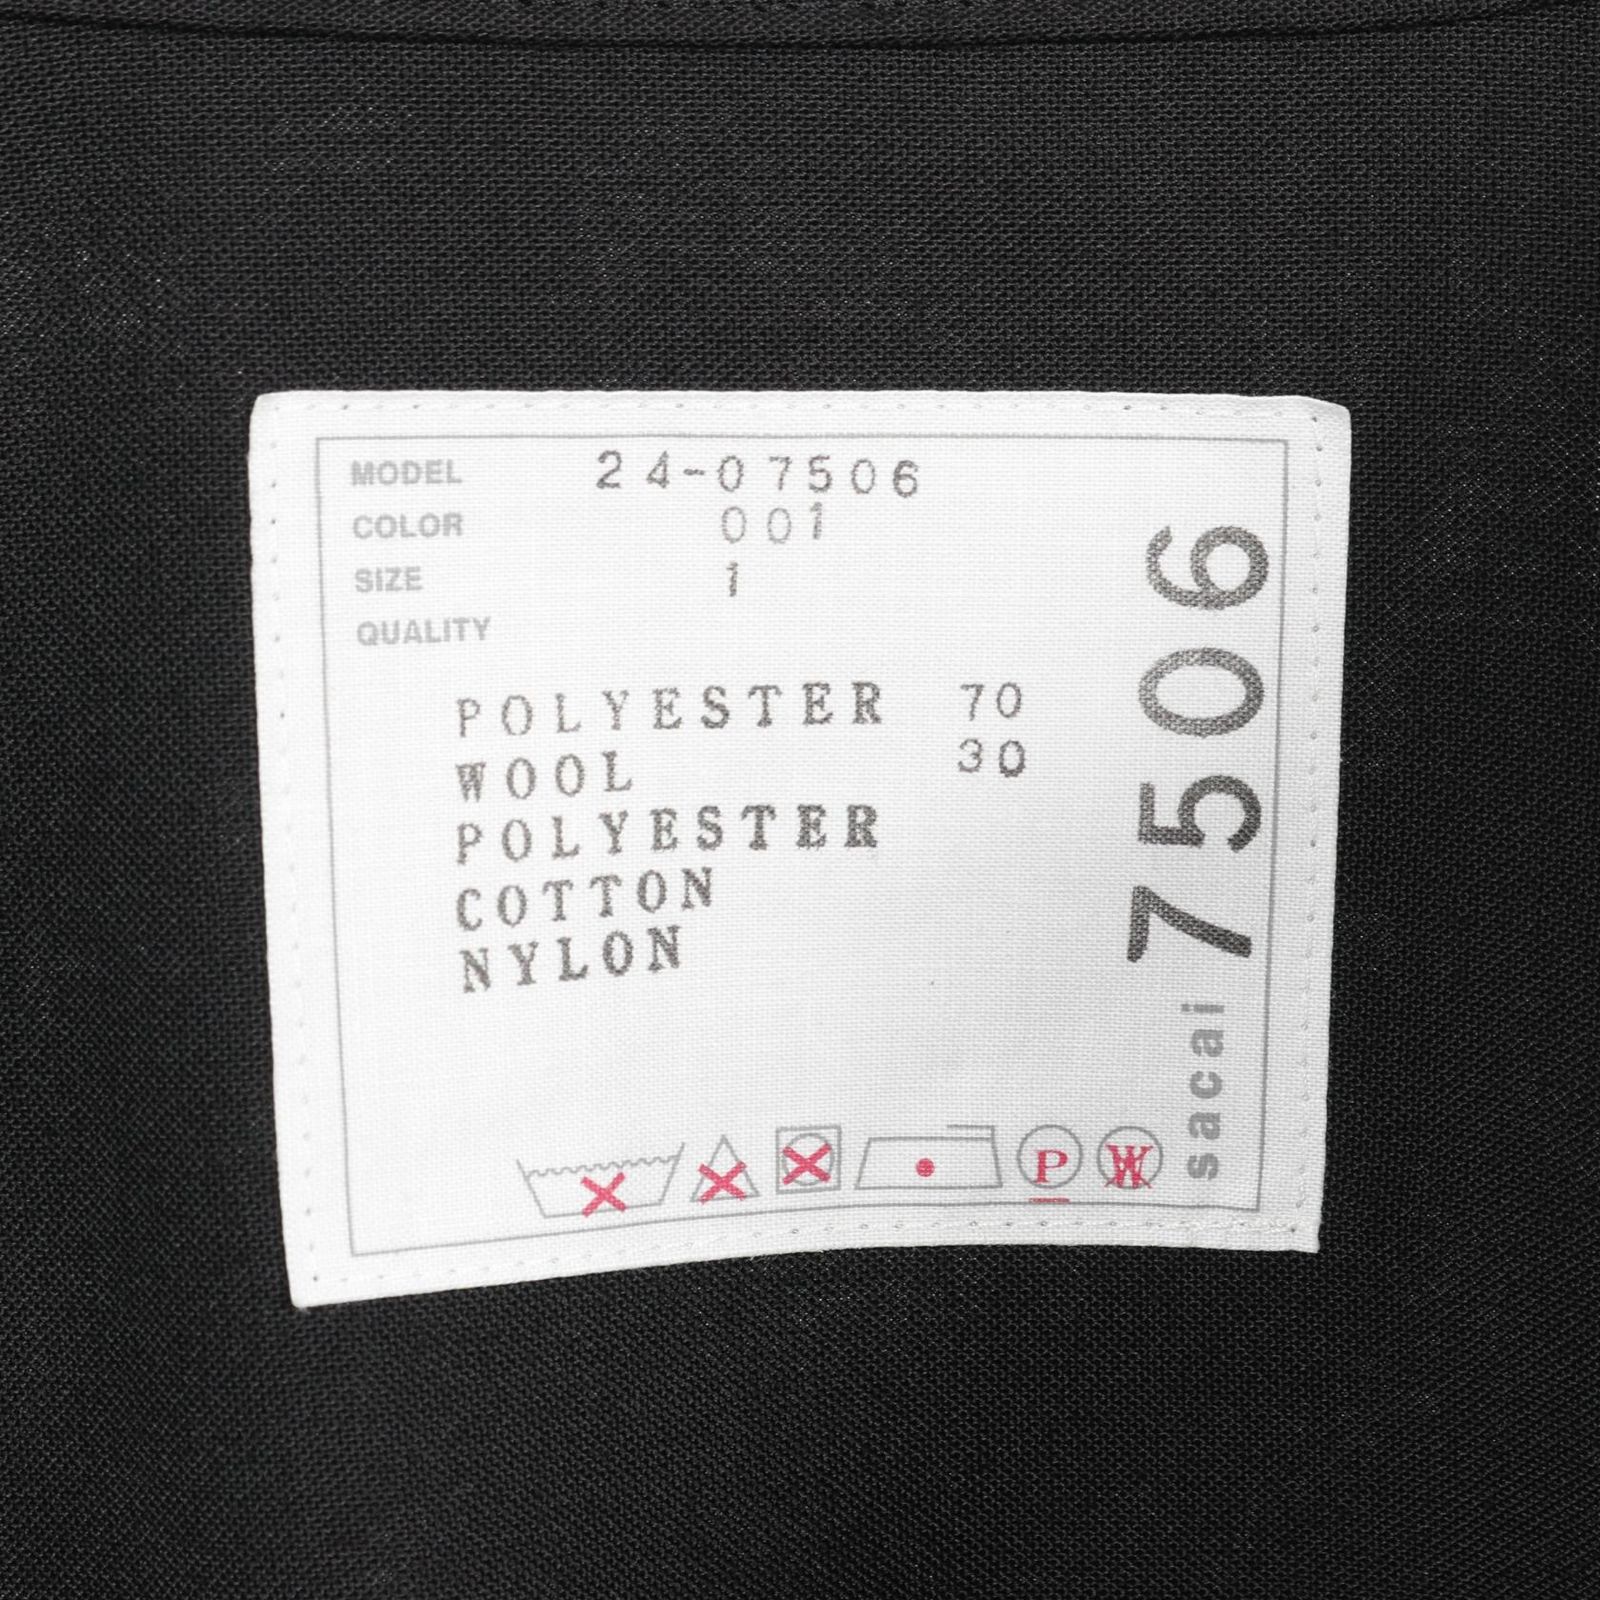 MODEL 24-07506
COLOR 001
SIZE 1
QUALITY
POLYESTER 70
WOOL 30
POLYESTER
COTTON
NYLON
P W
sacai 7506